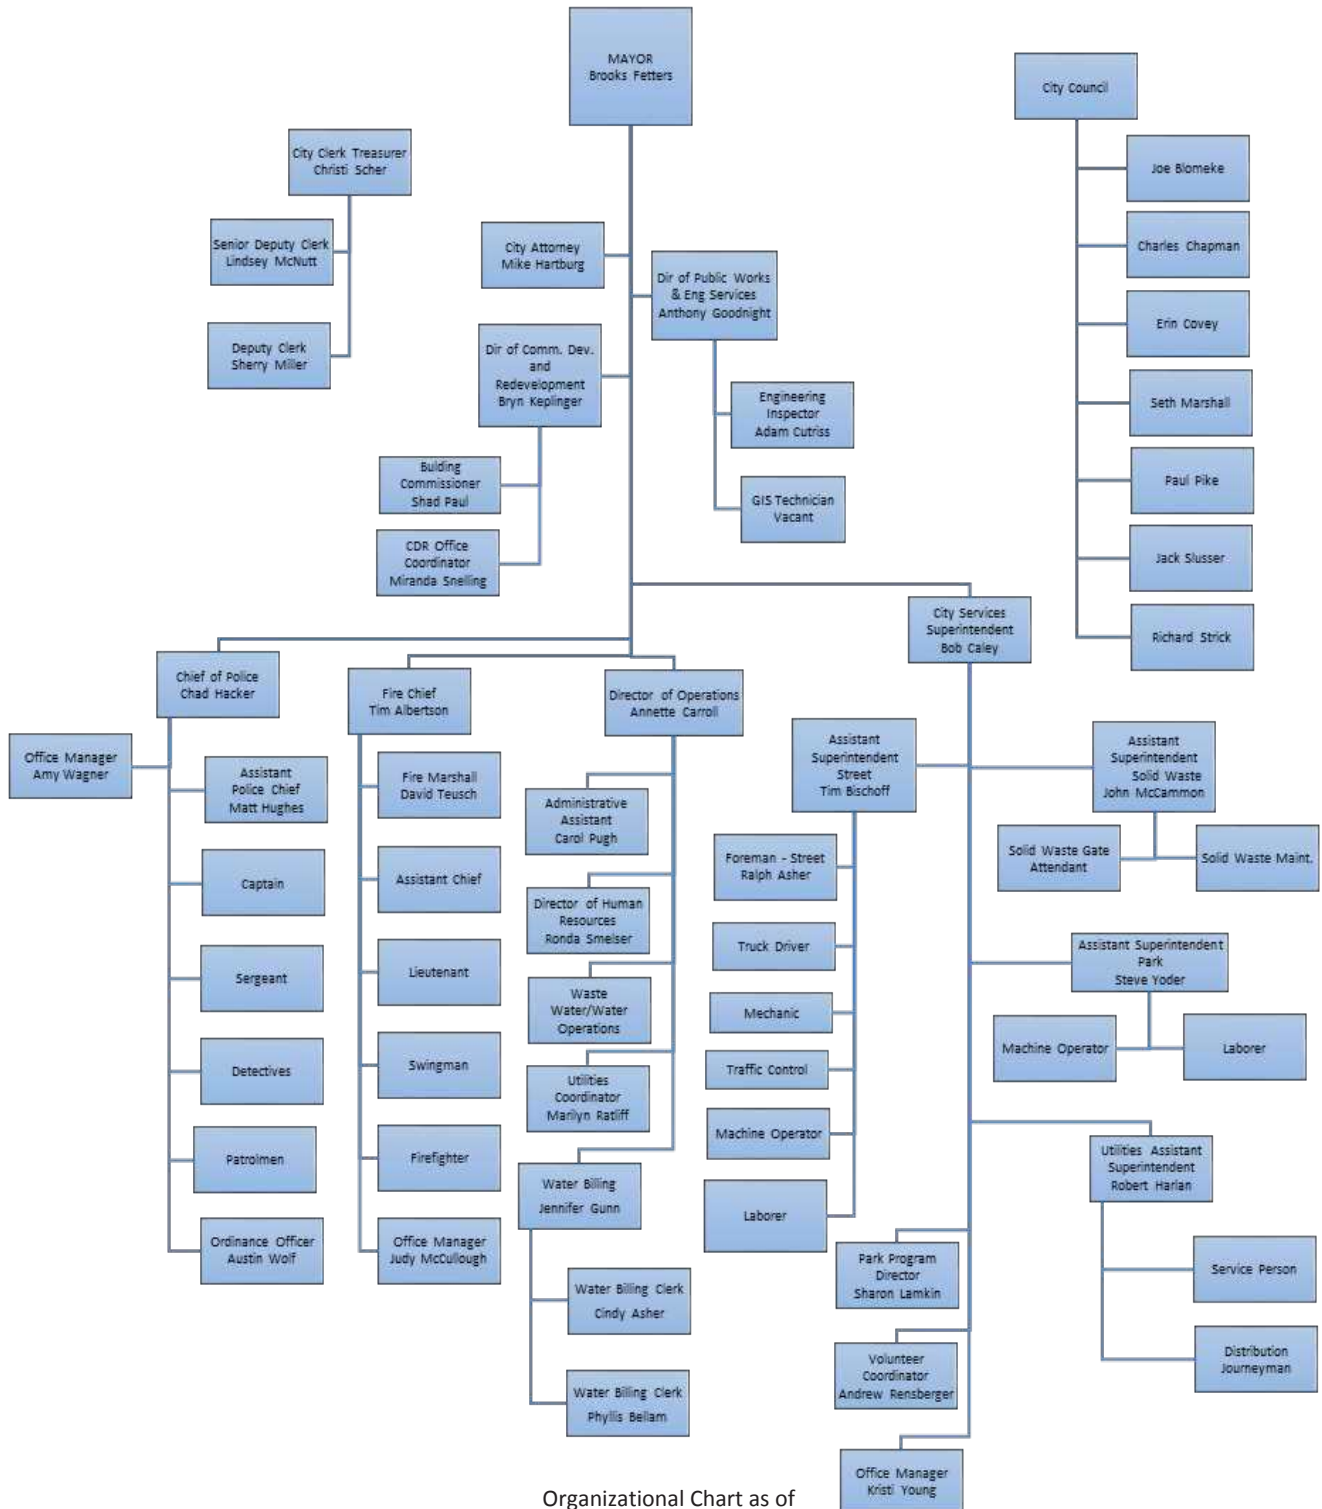 MAYOR
Brooks Fetters
City Council
City Clerk Treasurer
Christi Scher
Joe Blomeke
Senior Deputy Clerk
Lindsey McNutt
City Attorney
Mike Hartburg
Charles Chapman
Dir of Public Works
& Eng Services
Anthony Goodnight
Deputy Clerk
Sherry Miller
Dir of Comm. Dev.
and
Redevelopment
Bryn Keplinger
Erin Covey
Engineering
Inspector
Adam Cutriss
Seth Marshall
Bulding
Commissioner
Shad Paul
GIS Technician
Vacant
Paul Pike
CDR Office
Coordinator
Miranda Snelling
Jack Slusser
City Services
Superintendent
Bob Caley
Richard Strick
Chief of Police
Chad Hacker
Fire Chief
Tim Albertson
Director of Operations
Annette Carroll
Office Manager
Amy Wagner
Assistant
Police Chief
Matt Hughes
Fire Marshall
David Teusch
Administrative
Assistant
Carol Pugh
Assistant
Superintendent
Street
Tim Bischoff
Assistant
Superintendent
Solid Waste
John McCammon
Foreman - Street
Ralph Asher
Solid Waste Gate
Attendant
Solid Waste Maint.
Captain
Assistant Chief
Director of Human
Resources
Ronda Smelser
Truck Driver
Assistant Superintendent
Park
Steve Yoder
Sergeant
Lieutenant
Waste
Water/Water
Operations
Mechanic
Machine Operator
Laborer
Detectives
Swingman
Utilities
Coordinator
Marilyn Ratliff
Traffic Control
Machine Operator
Patrolmen
Firefighter
Water Billing
Jennifer Gunn
Laborer
Utilities Assistant
Superintendent
Robert Harlan
Ordinance Officer
Austin Wolf
Office Manager
Judy McCullough
Park Program
Director
Sharon Lamkin
Service Person
Water Billing Clerk
Cindy Asher
Volunteer
Coordinator
Andrew Rensberger
Distribution
Journeyman
Water Billing Clerk
Phyllis Bellam
Office Manager
Kristi Young
Organizational Chart as of